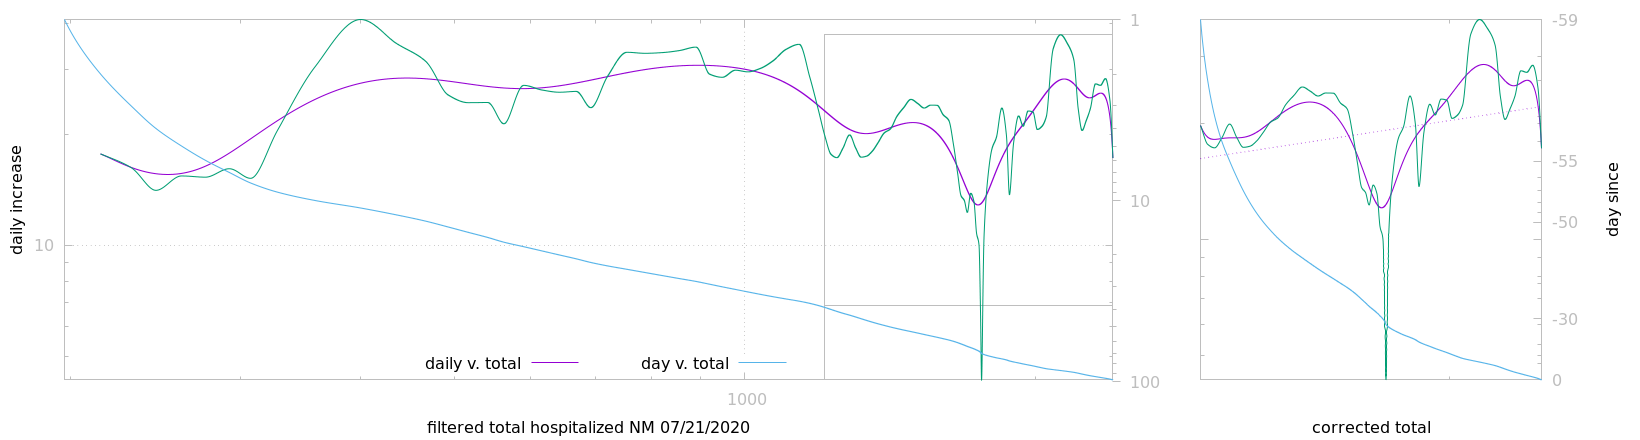 1
-59
daily increase
10
10
-55
-50
day since
-30
daily v. total
day v. total
100
0
1000
filtered total hospitalized NM 07/21/2020
corrected total